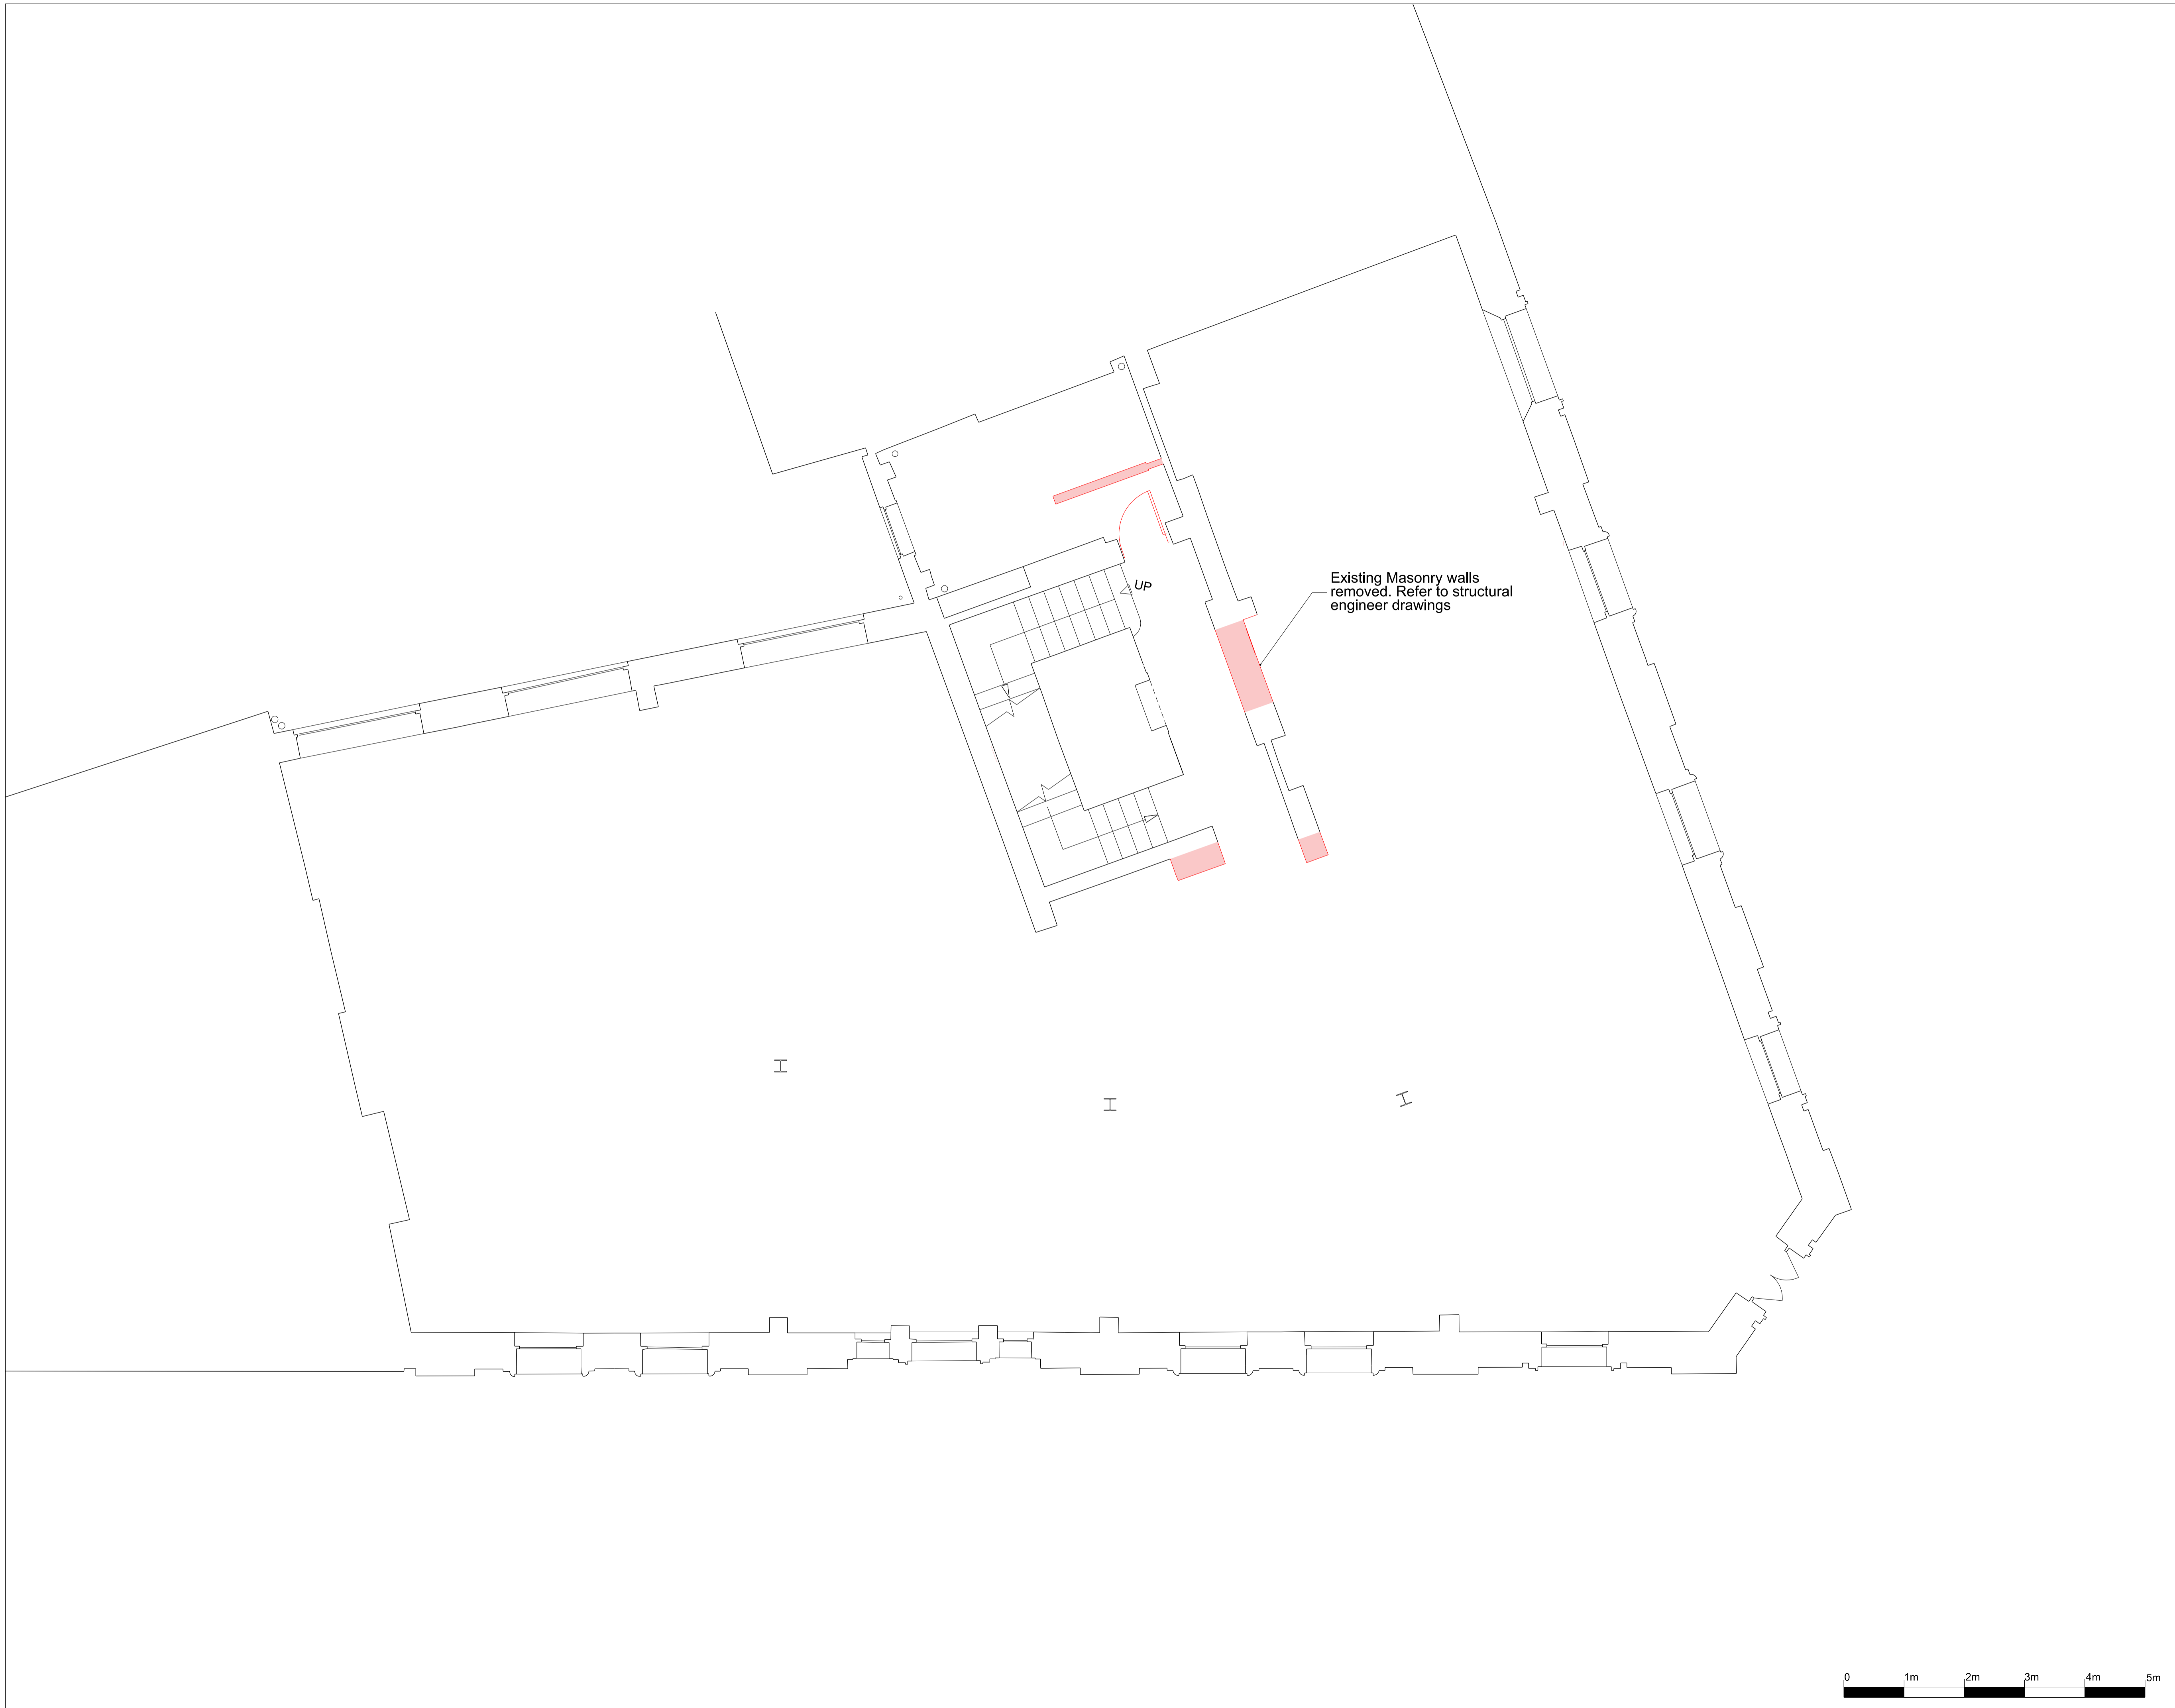 UP
Existing Masonry walls
removed. Refer to structural
engineer drawings
0 1m 2m 3m 4m 5m